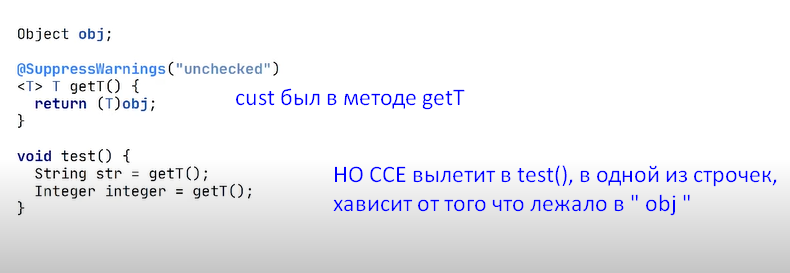 Object obj;
@SuppressWarnings("unchecked")
<T> T getT() {
return (T)obj;
}
cust был в методе getT
void test() {
String str = getT();
Integer integer = getT();
}
НО CCE вылетит в test(), в одной из строчек,
хависит от того что лежало в " obj "